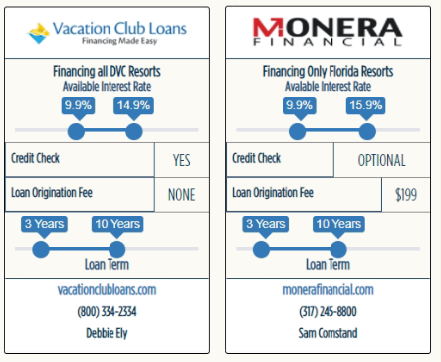 Vacation Club Loans
Financing Made Easy
Financing all DVC Resorts
Available Interest Rate
9.9% 14.9%
Credit Check YES
Loan Origination Fee NONE
3 Years 10 Years
Loan Term
vacationclubloans.com
(800) 334-2334
Debbie Ely
MONERA
FINANCIAL
Financing Only Florida Resorts
Avalable Interest Rate
9.9% 15.9%
Credit Check OPTIONAL
Loan Origination Fee $199
3 Years 10 Years
Loan Term
monerafinancial.com
(317) 245-8800
Sam Comstand